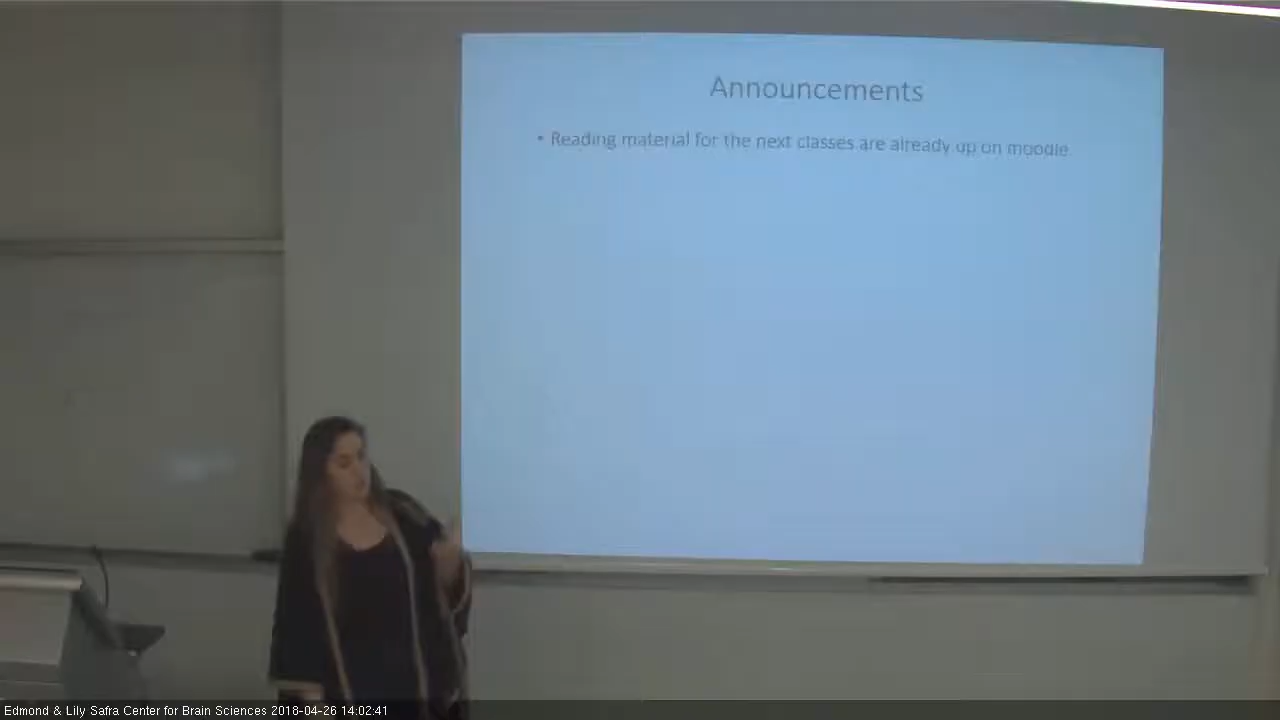 Announcements
• Reading material for the next classes are already up on moodle.
Edmond & Lily Safra Center for Brain Sciences 2018-04-26 14:02:41